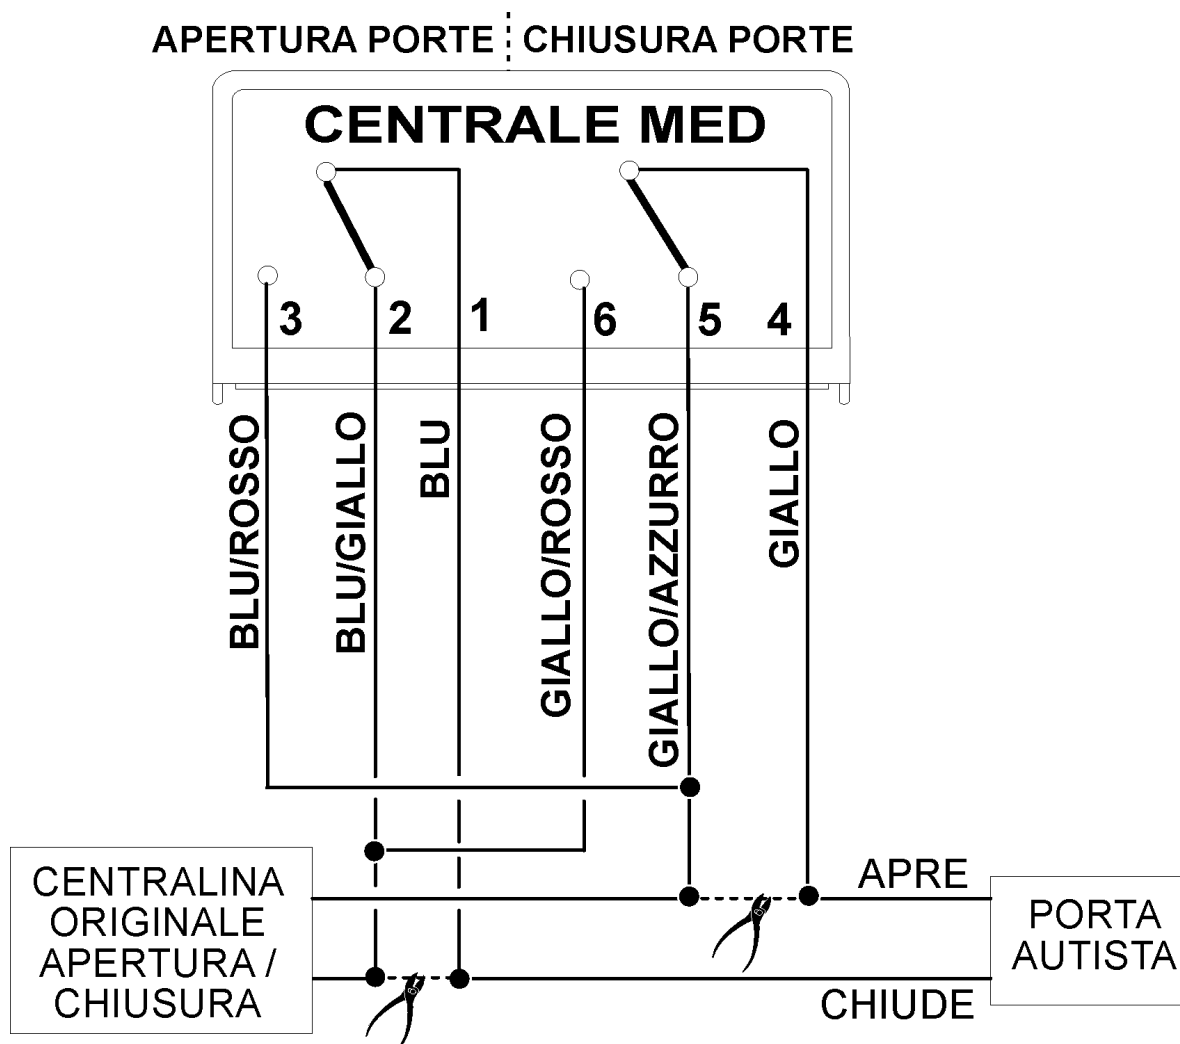 APERTURA PORTE CHIUSURA PORTE
CENTRALE MED
3 2 1 6 5 4
BLU/ROSSO
BLU/GIALLO
BLU
GIALLO/ROSSO
GIALLO/AZZURRO
GIALLO
CENTRALINA
ORIGINALE
APERTURA /
CHIUSURA
APRE
CHIUDE
PORTA
AUTISTA